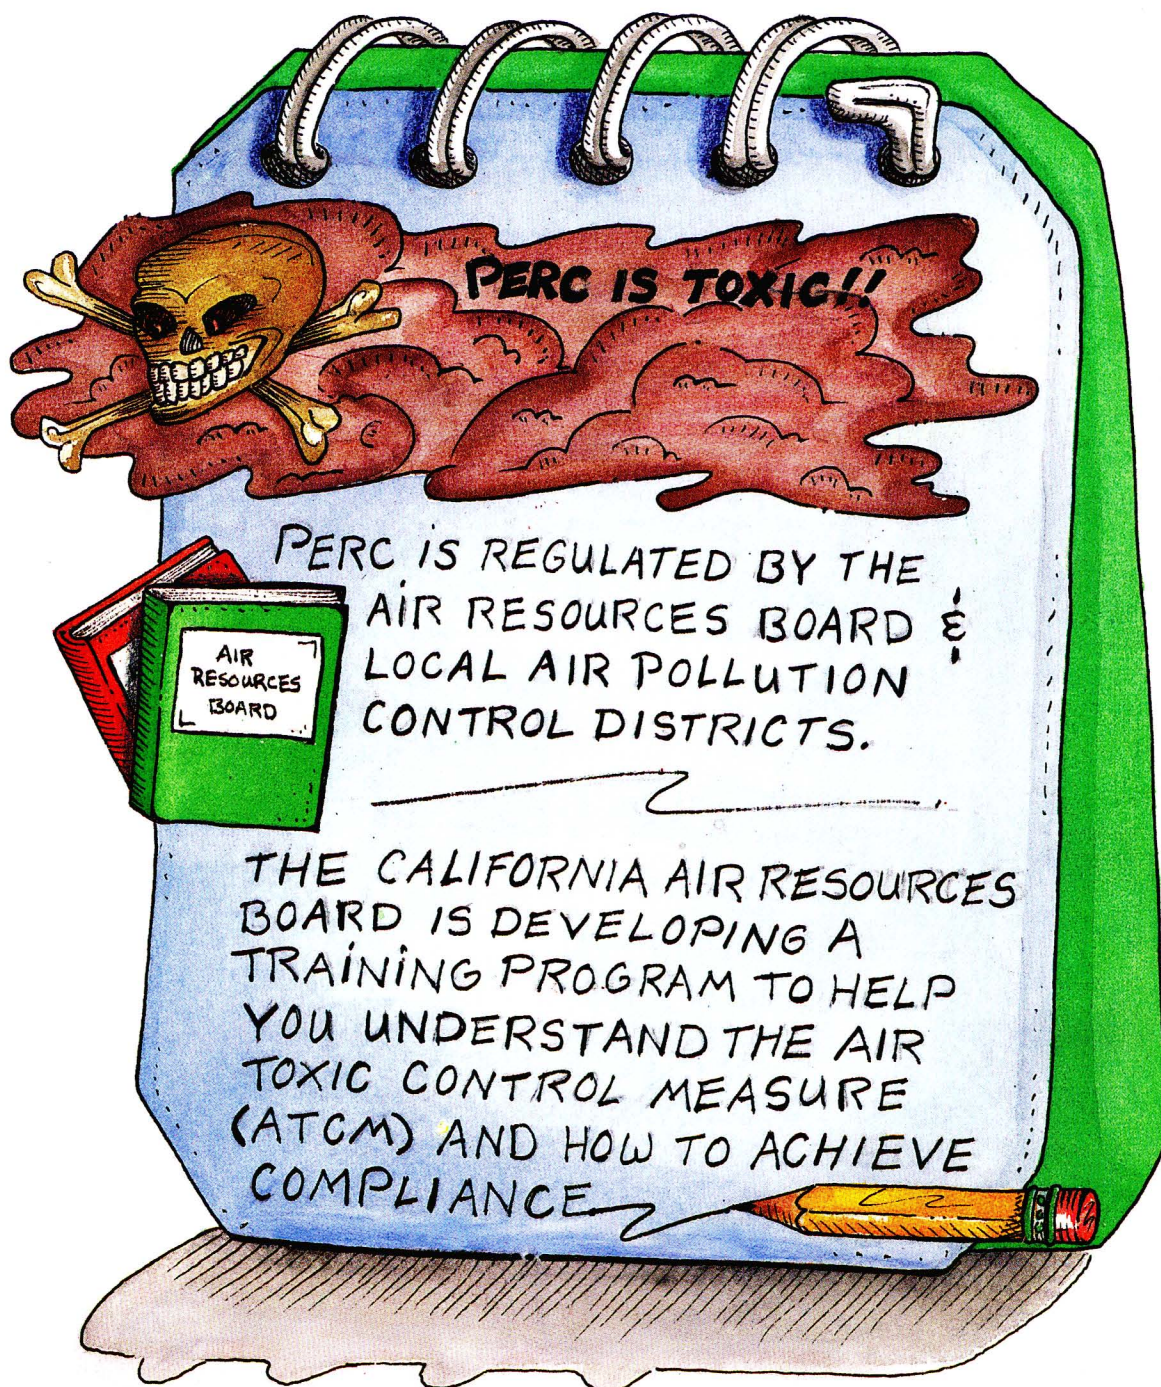 PERC IS TOXIC!!
PERC IS REGULATED BY THE
AIR RESOURCES BOARD &
LOCAL AIR POLLUTION
CONTROL DISTRICTS.
AIR
RESOURCES
BOARD
THE CALIFORNIA AIR RESOURCES
BOARD IS DEVELOPING A
TRAINING PROGRAM TO HELP
YOU UNDERSTAND THE AIR
TOXIC CONTROL MEASURE
(ATCM) AND HOW TO ACHIEVE
COMPLIANCE